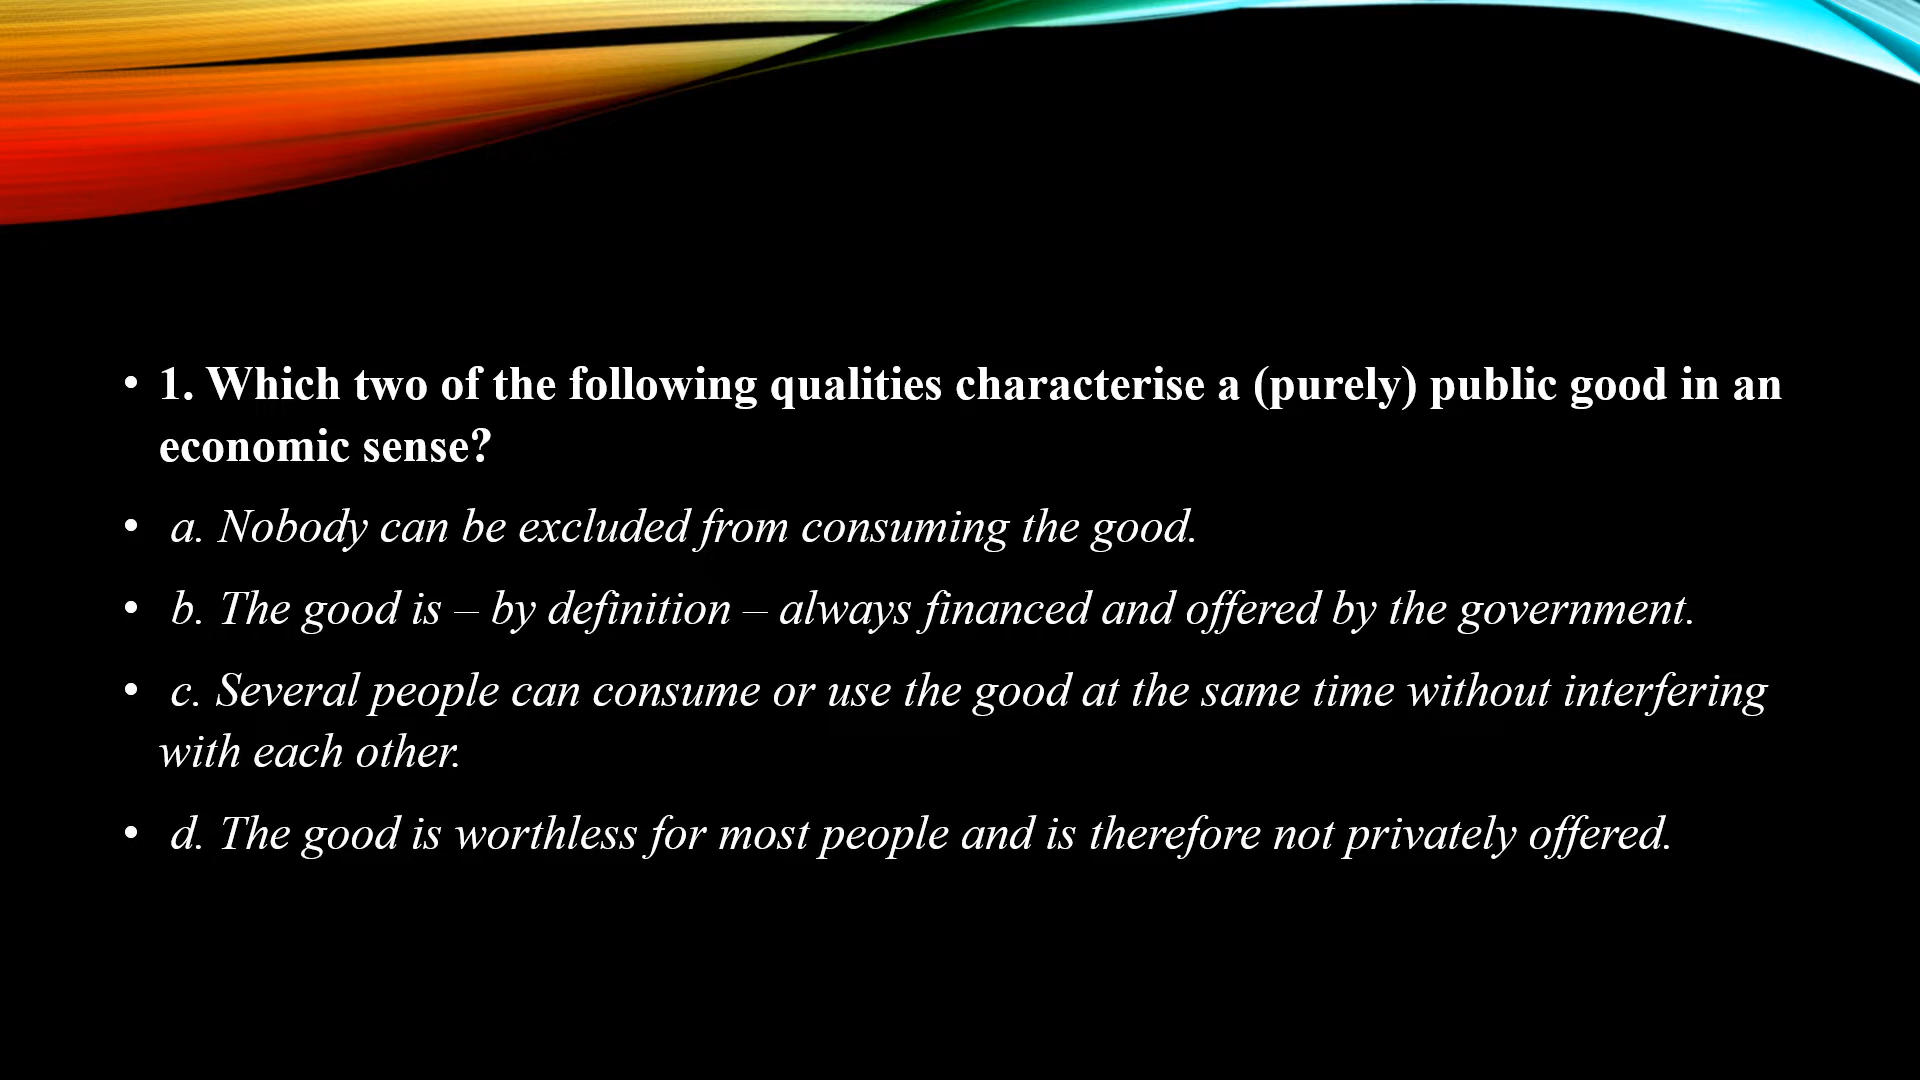 • 1. Which two of the following qualities characterise a (purely) public good in an
economic sense?
• a. Nobody can be excluded from consuming the good.
• b. The good is – by definition – always financed and offered by the government.
• c. Several people can consume or use the good at the same time without interfering
with each other.
• d. The good is worthless for most people and is therefore not privately offered.